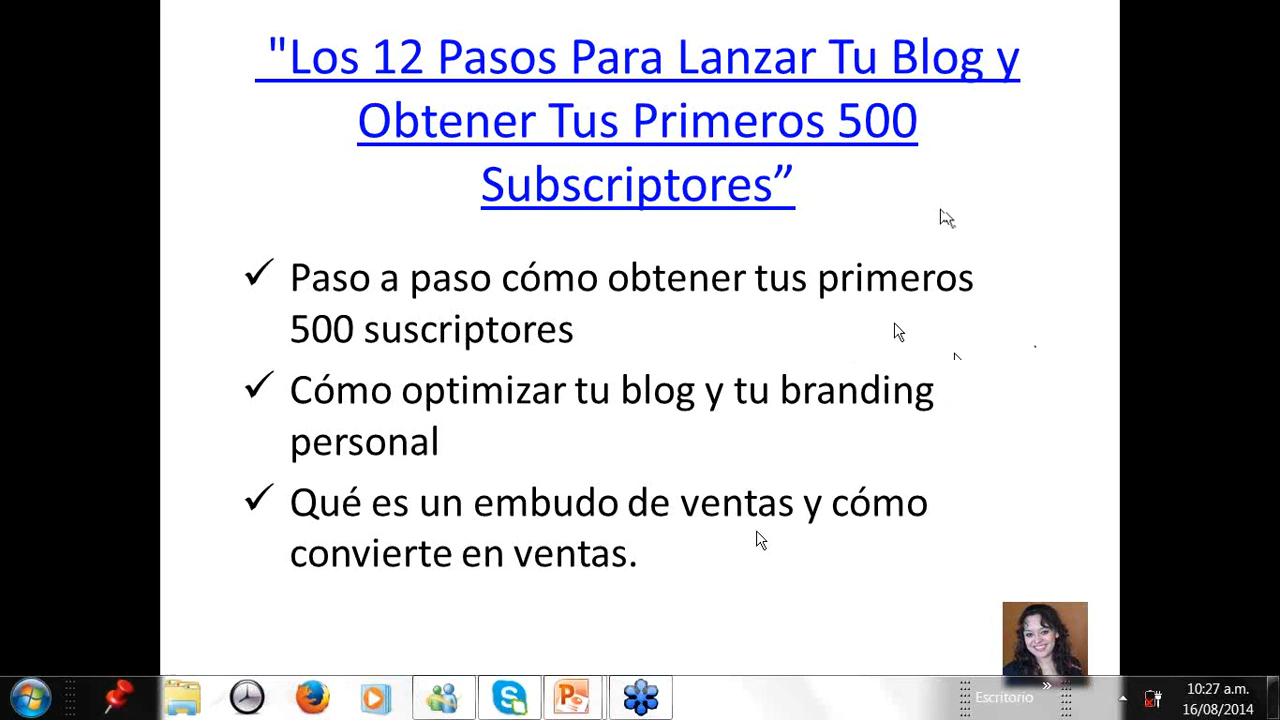 "Los 12 Pasos Para Lanzar Tu Blog y
Obtener Tus Primeros 500
Subscriptores”
✓ Paso a paso cómo obtener tus primeros
500 suscriptores
✓ Cómo optimizar tu blog y tu branding
personal
✓ Qué es un embudo de ventas y cómo
convierte en ventas.
Escritorio
»
10:27 a.m.
16/08/2014